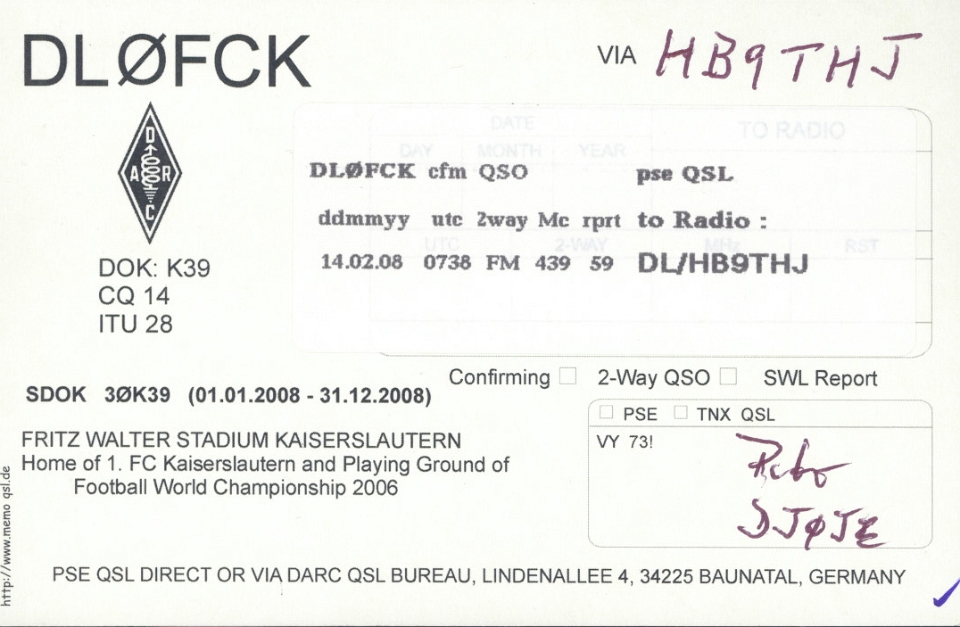 DLØFCK
VIA HB9THJ
DATE TO RADIO
DAY MONTH YEAR
DLØFCK cfm QSO pse QSL
ddmmyy utc 2way Mc rprt to Radio :
UTC 2-WAY MHz RST
14.02.08 0738 FM 439 59 DL/HB9THJ
D
A R
C
DOK: K39
CQ 14
ITU 28
Confirming 2-Way QSO SWL Report
SDOK 3ØK39 (01.01.2008 - 31.12.2008)
PSE TNX QSL
VY 73!
FRITZ WALTER STADIUM KAISERSLAUTERN
Home of 1. FC Kaiserslautern and Playing Ground of
Football World Championship 2006
DJØJE
http://www.memo qsl.de
PSE QSL DIRECT OR VIA DARC QSL BUREAU, LINDENALLEE 4, 34225 BAUNATAL, GERMANY